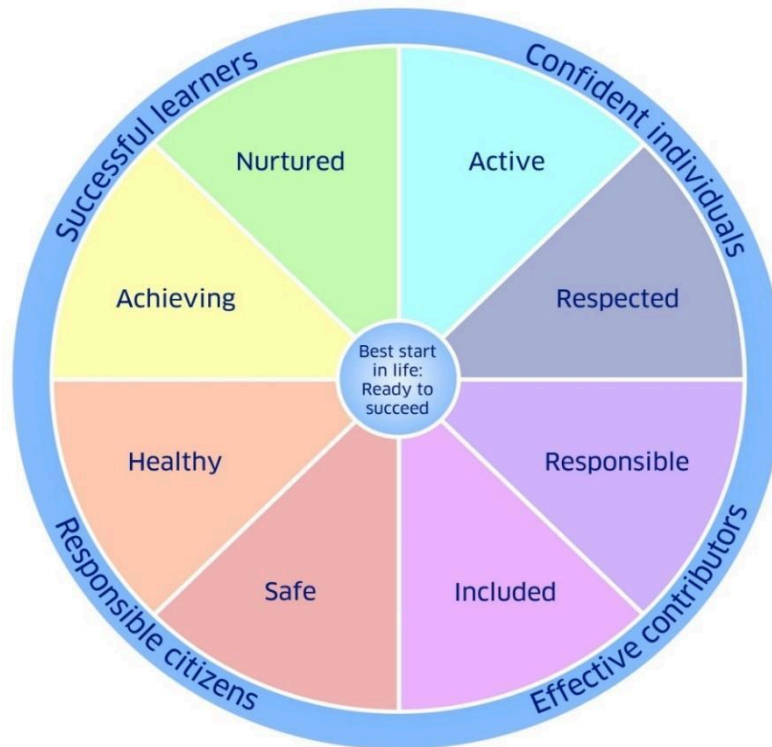 Successful learners
Confident individuals
Nurtured
Active
Achieving
Respected
Best start
in life:
Ready to
succeed
Healthy
Responsible
Safe
Included
Responsible citizens
Effective contributors